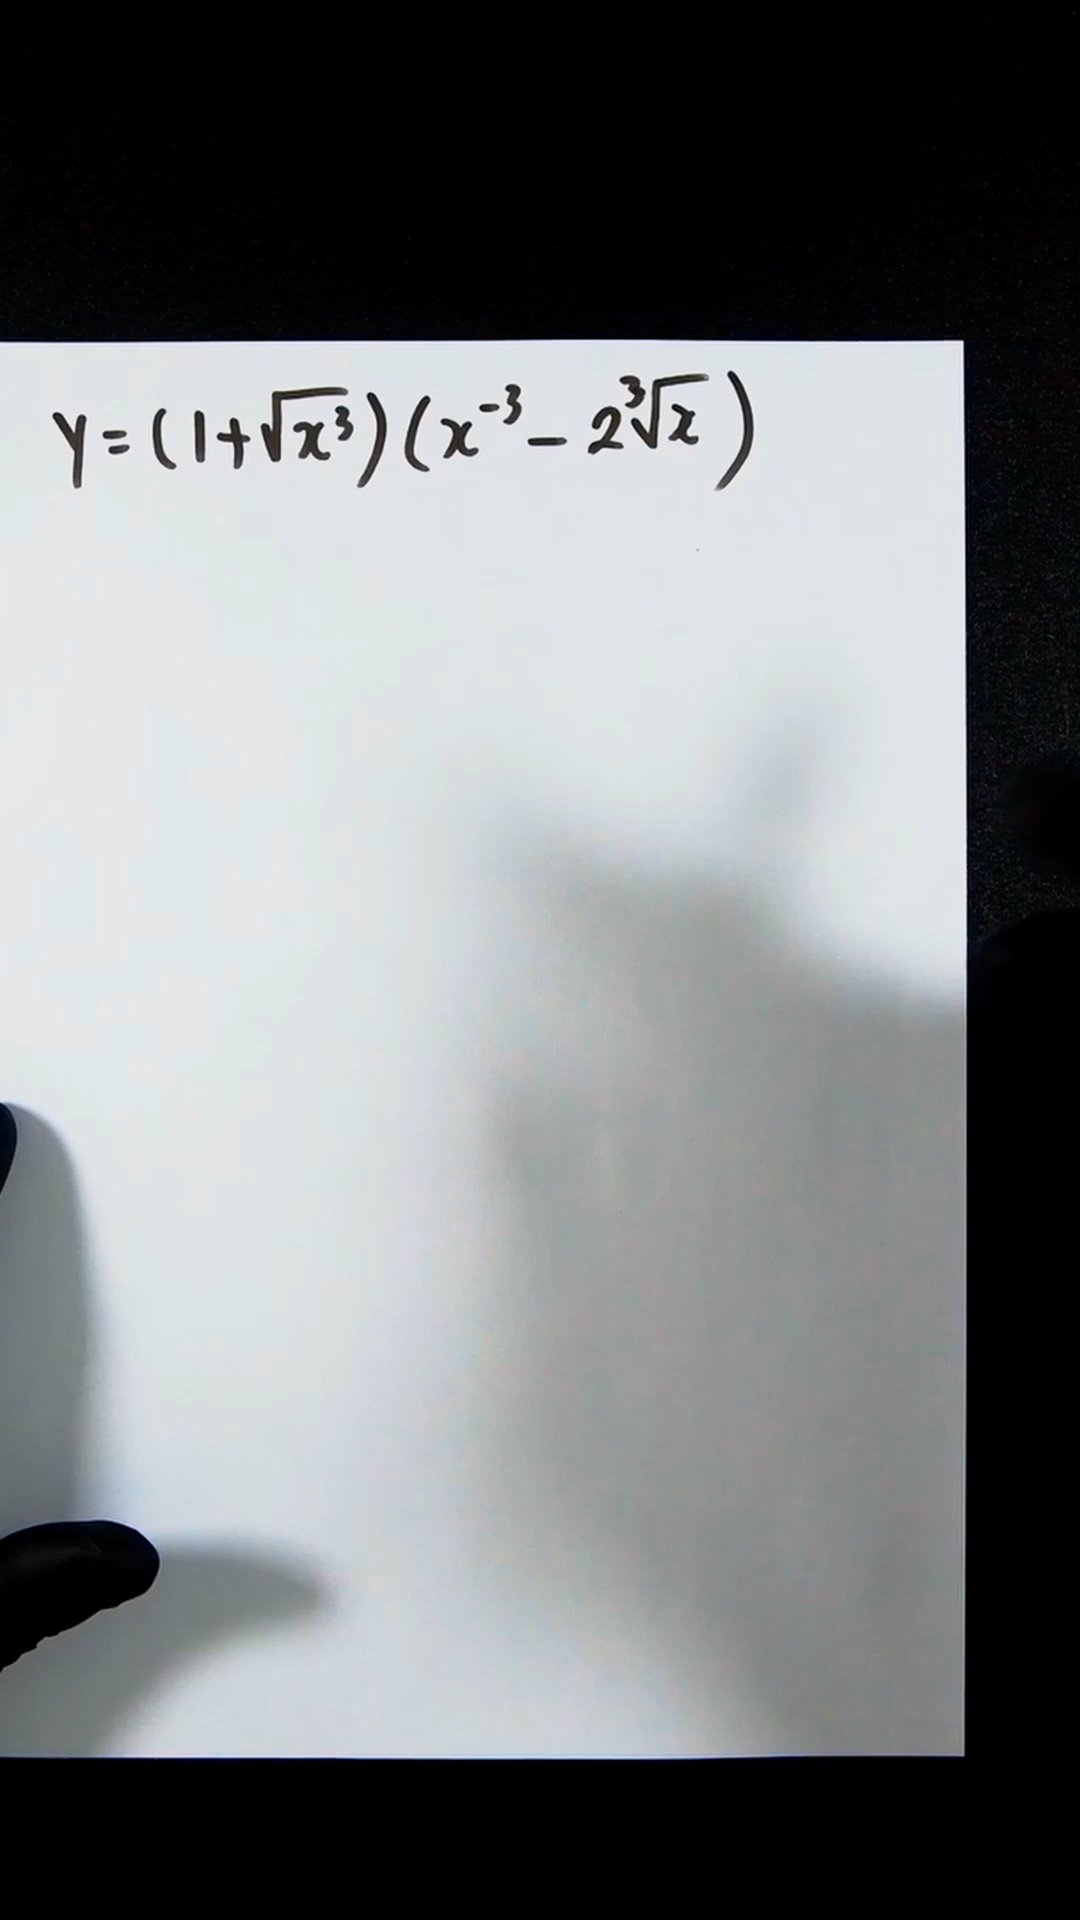 y = (1+√x³)(x⁻³ − 2∛x)